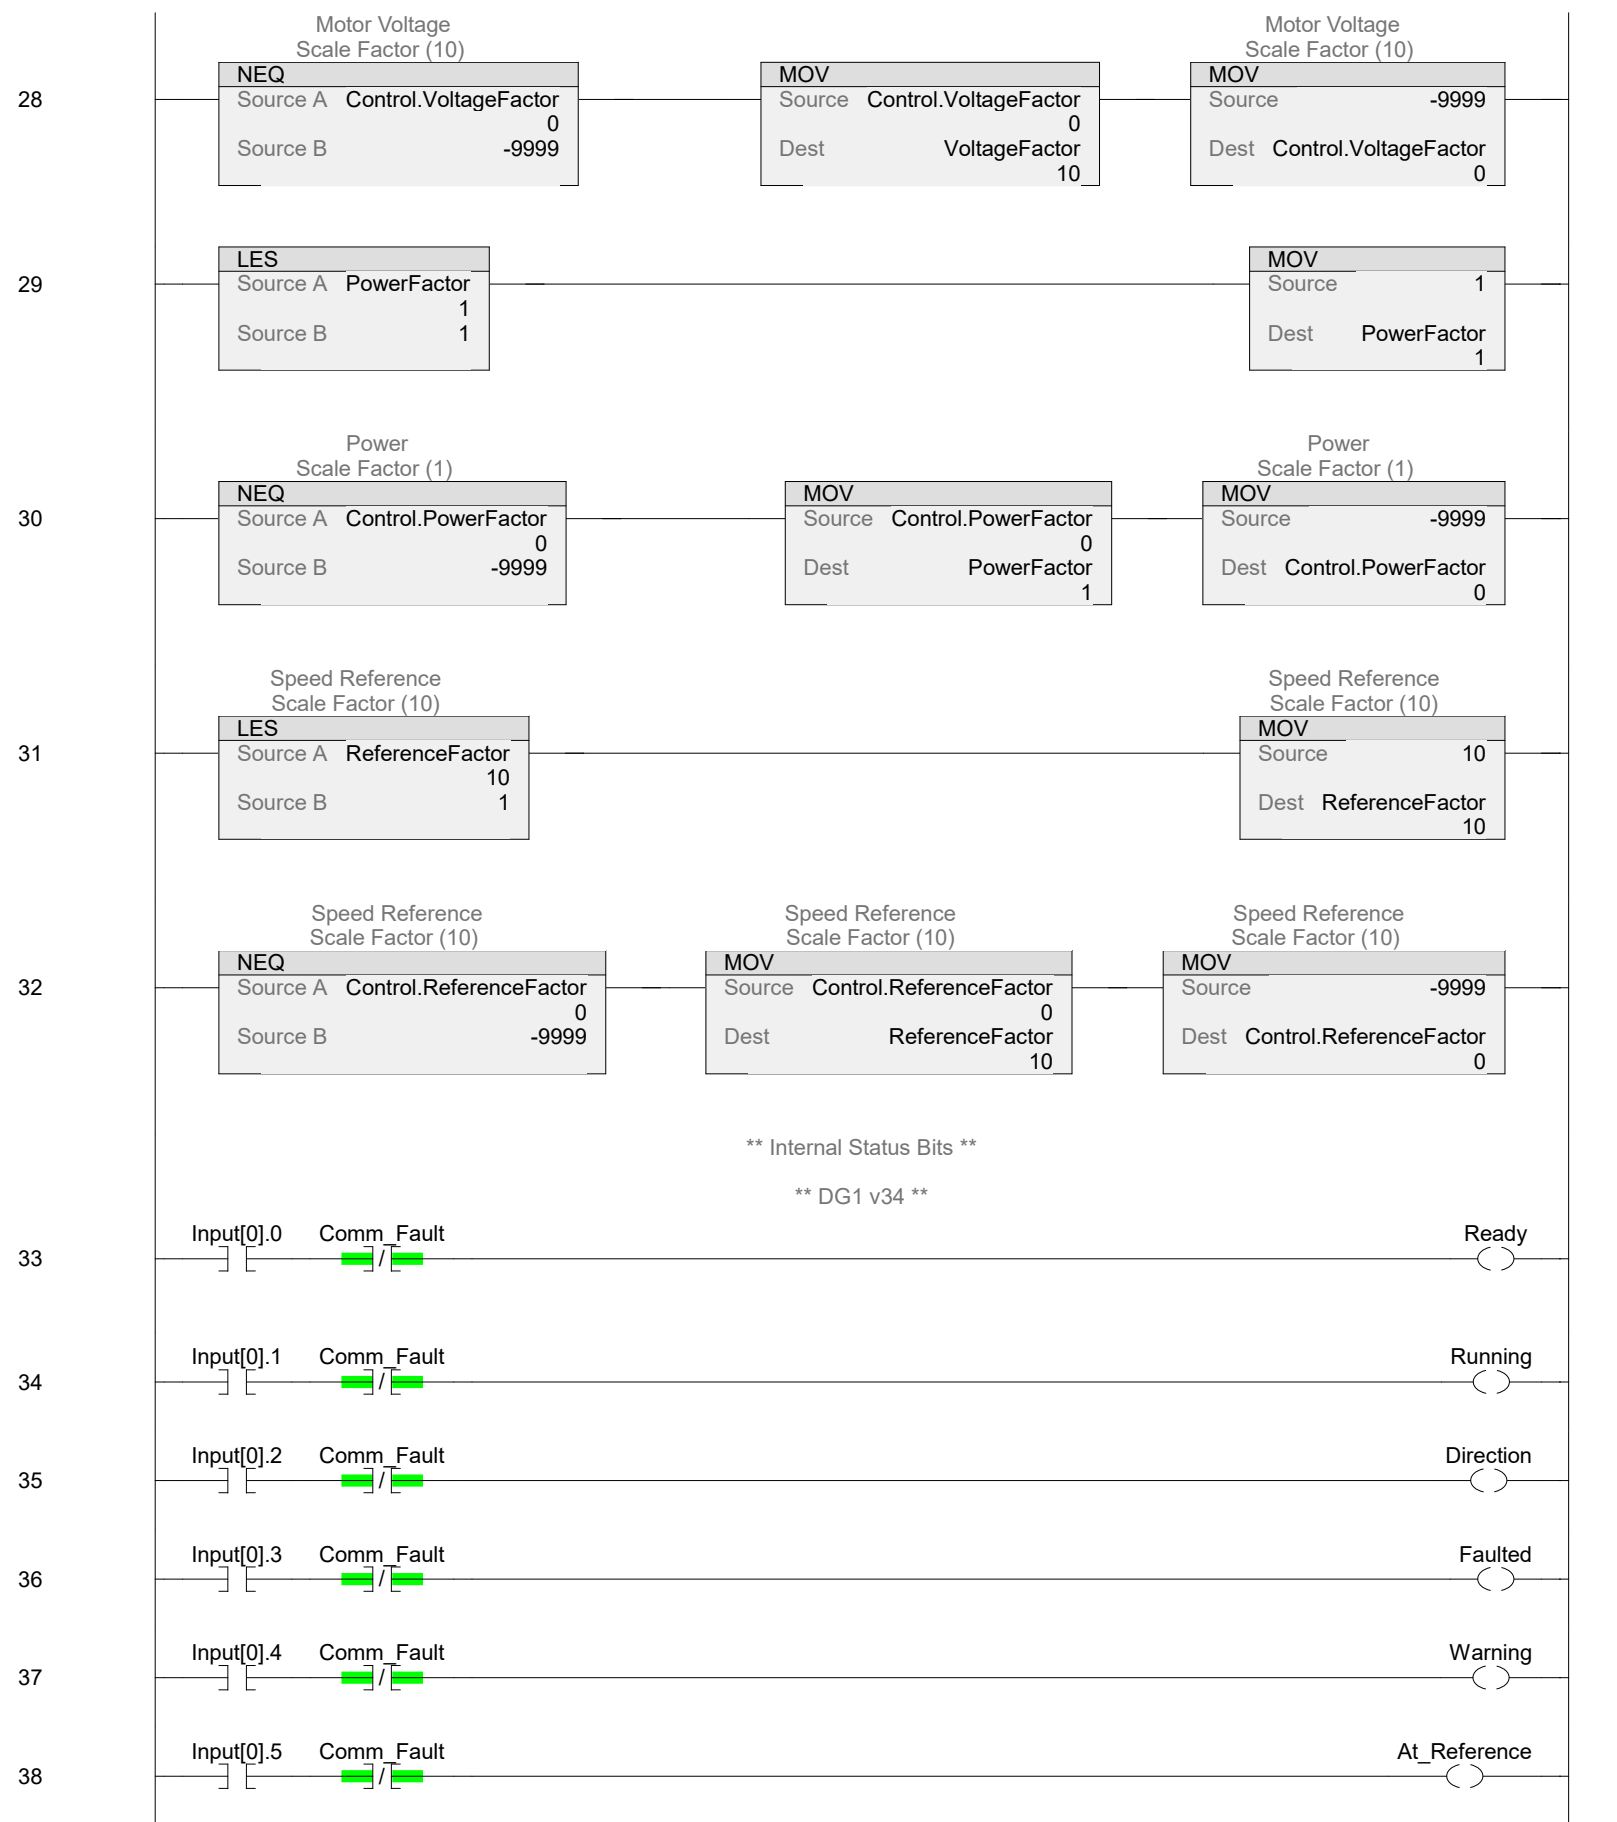 Motor Voltage
Scale Factor (10)
Motor Voltage
Scale Factor (10)
28
NEQ
Source A Control.VoltageFactor
0
Source B -9999
MOV
Source Control.VoltageFactor
0
Dest VoltageFactor
10
MOV
Source -9999
Dest Control.VoltageFactor
0
29
LES
Source A PowerFactor
1
Source B 1
MOV
Source 1
Dest PowerFactor
1
Power
Scale Factor (1)
Power
Scale Factor (1)
30
NEQ
Source A Control.PowerFactor
0
Source B -9999
MOV
Source Control.PowerFactor
0
Dest PowerFactor
1
MOV
Source -9999
Dest Control.PowerFactor
0
Speed Reference
Scale Factor (10)
Speed Reference
Scale Factor (10)
31
LES
Source A ReferenceFactor
10
Source B 1
MOV
Source 10
Dest ReferenceFactor
10
Speed Reference
Scale Factor (10)
Speed Reference
Scale Factor (10)
Speed Reference
Scale Factor (10)
32
NEQ
Source A Control.ReferenceFactor
0
Source B -9999
MOV
Source Control.ReferenceFactor
0
Dest ReferenceFactor
10
MOV
Source -9999
Dest Control.ReferenceFactor
0
** Internal Status Bits **
** DG1 v34 **
Input[0].0 Comm_Fault Ready
33
/
Input[0].1 Comm_Fault Running
34
/
Input[0].2 Comm_Fault Direction
35
/
Input[0].3 Comm_Fault Faulted
36
/
Input[0].4 Comm_Fault Warning
37
/
Input[0].5 Comm_Fault At_Reference
38
/